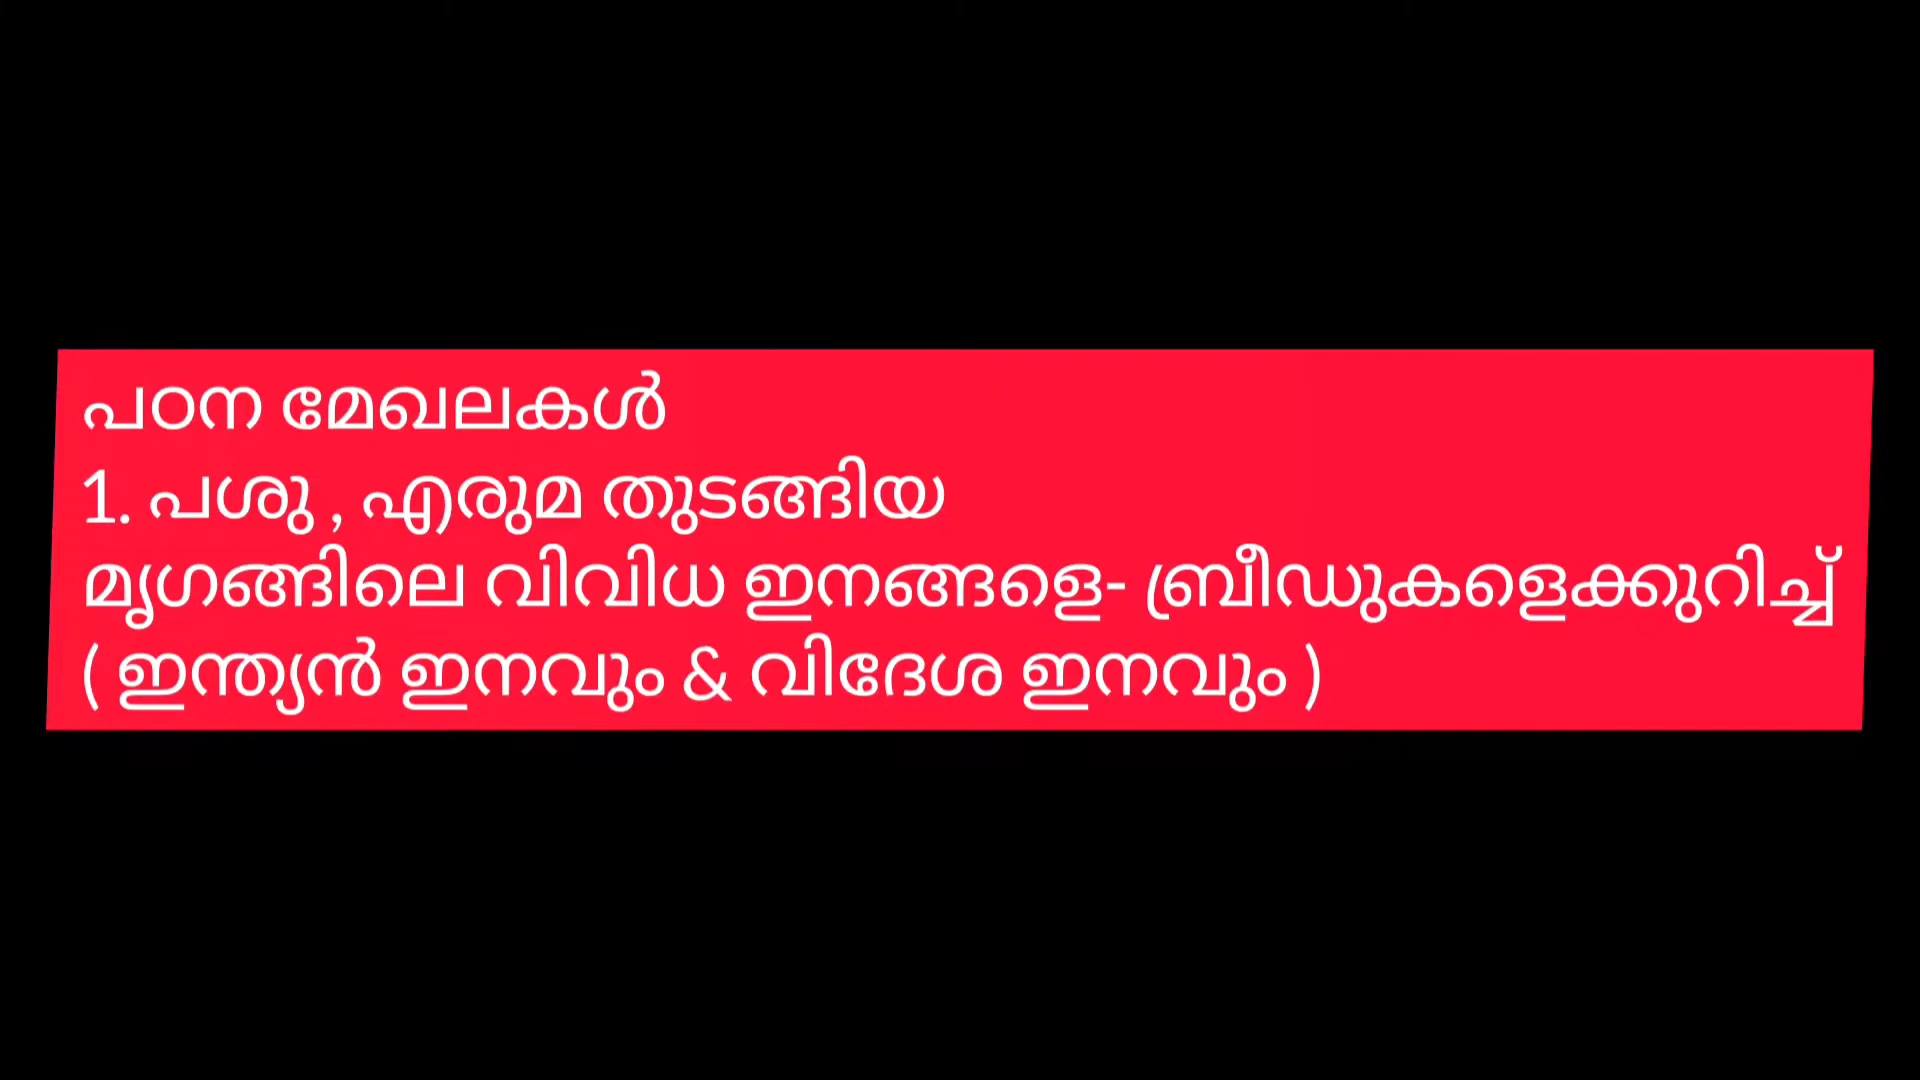 പഠന മേഖലകൾ
1. പശു , എരുമ തുടങ്ങിയ
മൃഗങ്ങിലെ വിവിധ ഇനങ്ങളെ- ബ്രീഡുകളെക്കുറിച്ച്
( ഇന്ത്യൻ ഇനവും & വിദേശ ഇനവും )